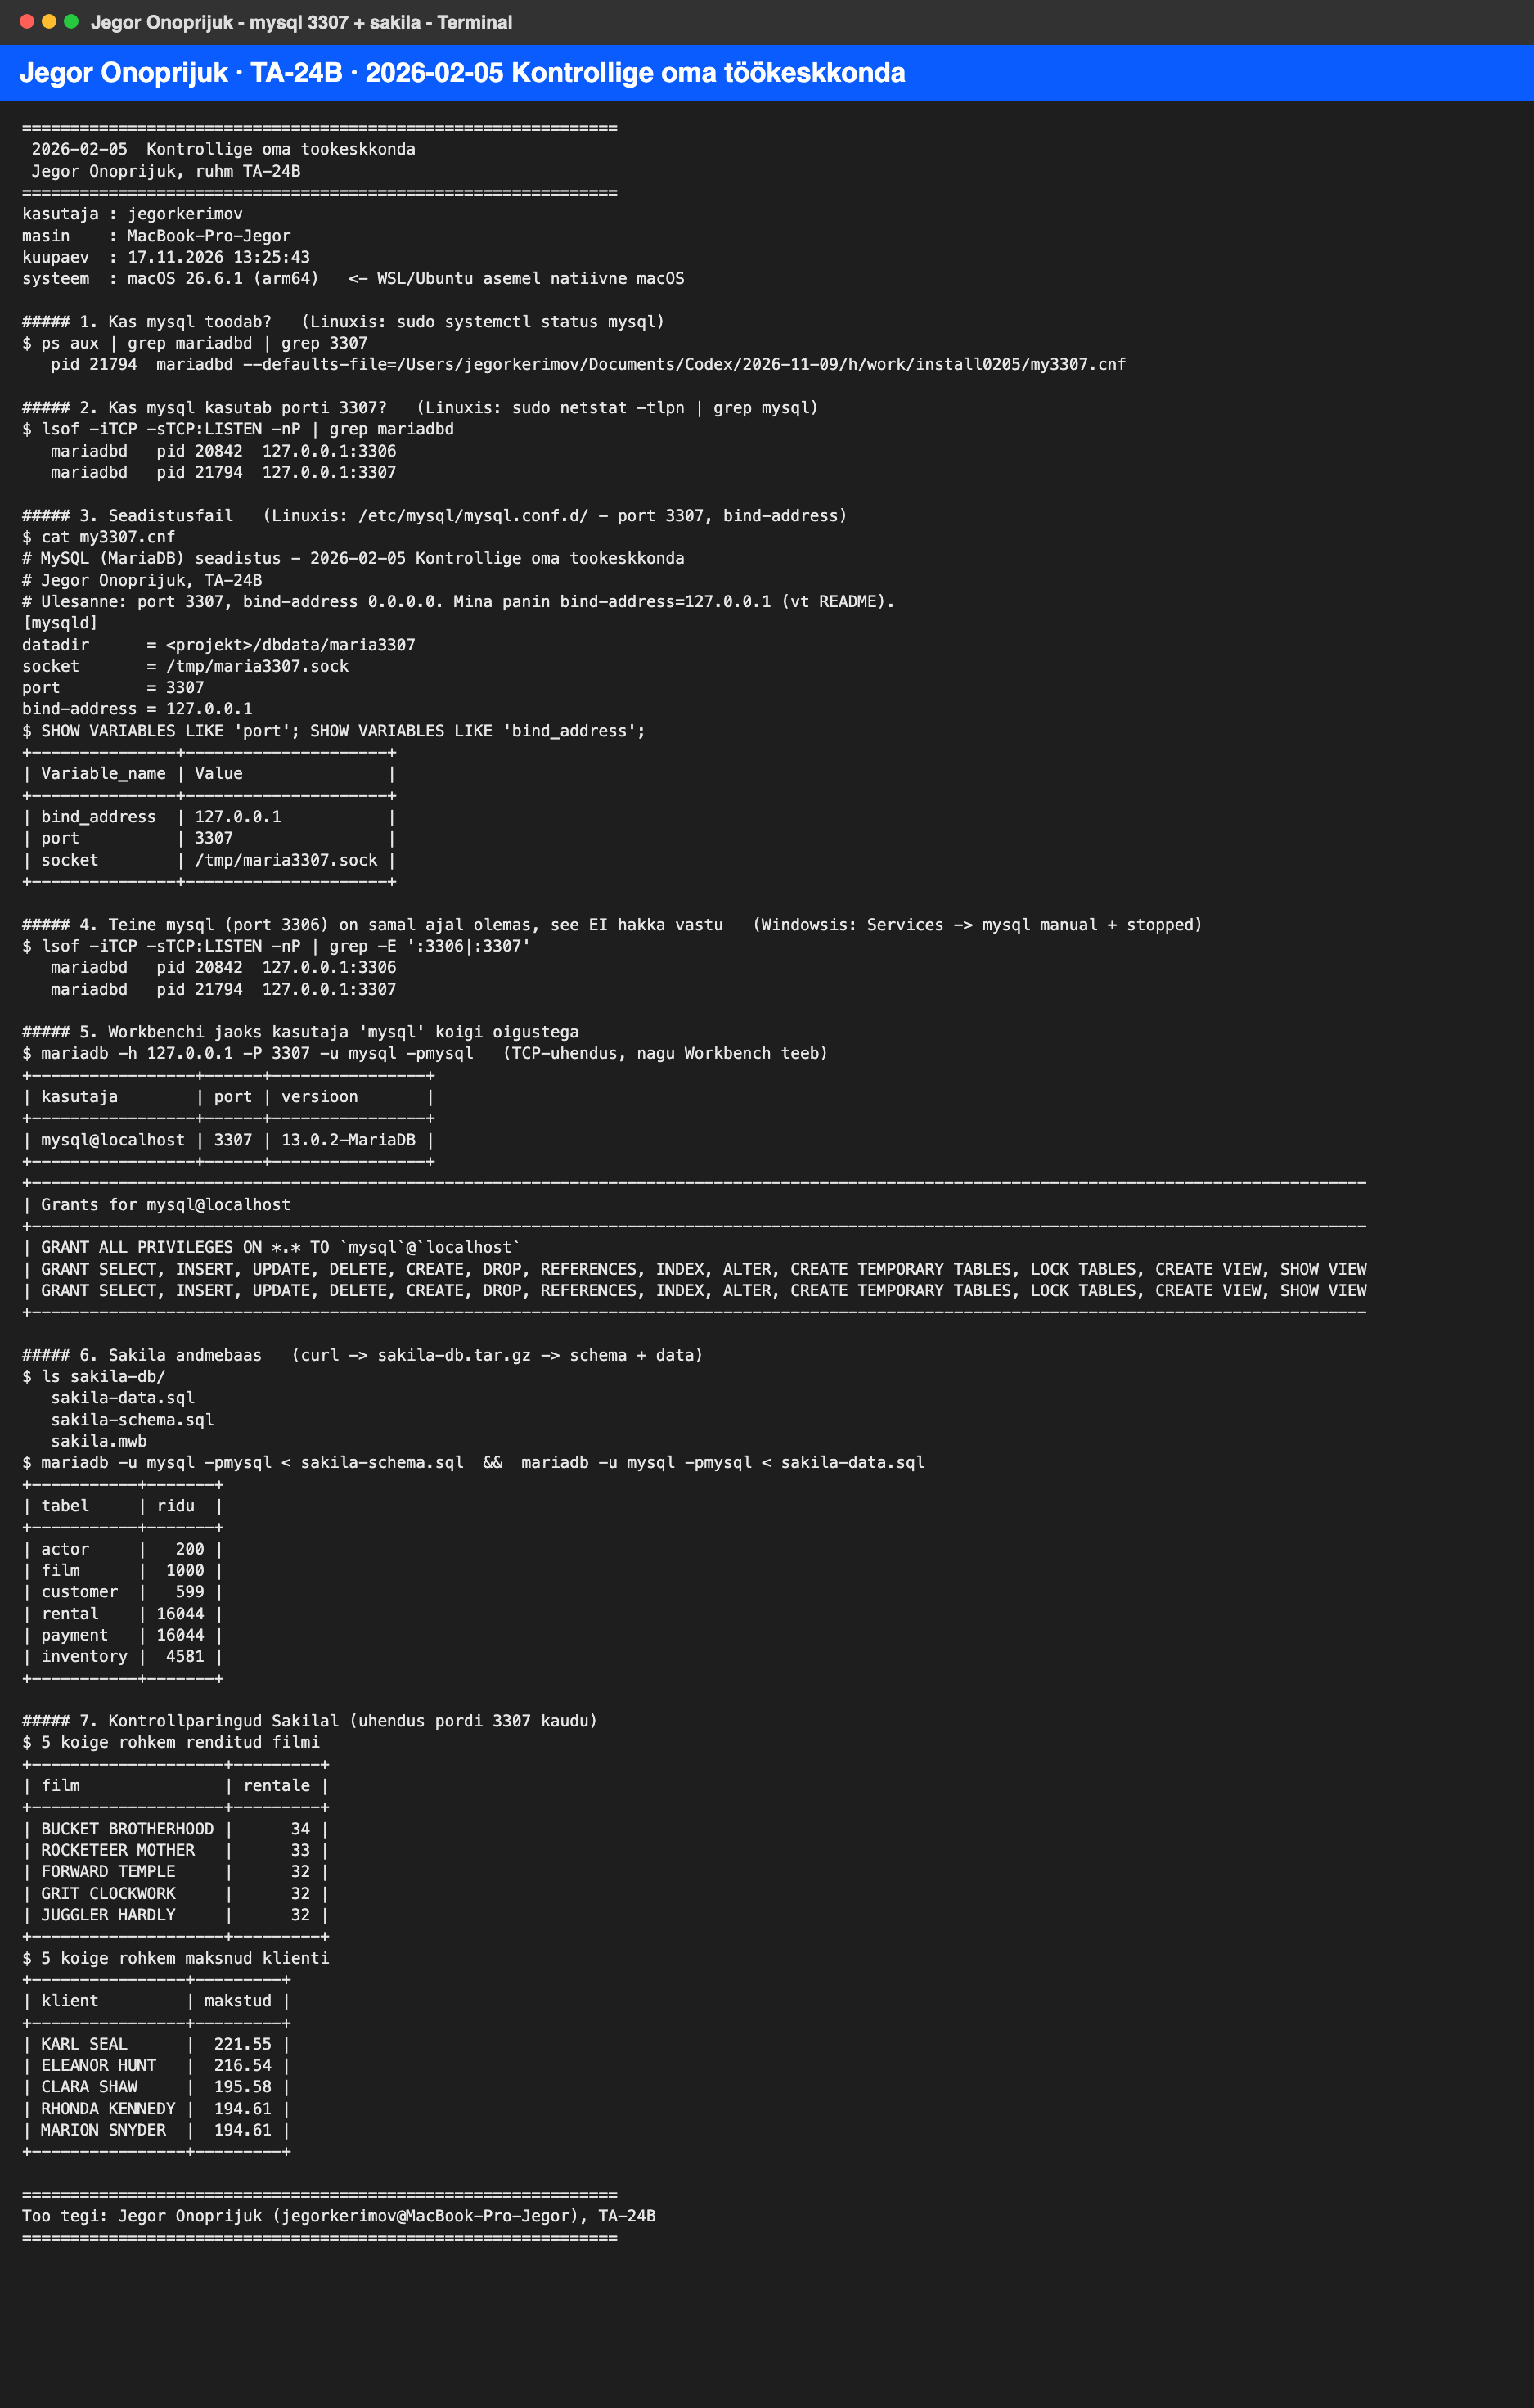 Jegor Onoprijuk - mysql 3307 + sakila - Terminal
Jegor Onoprijuk · TA-24B · 2026-02-05 Kontrollige oma töökeskkonda
==============================================================
 2026-02-05  Kontrollige oma tookeskkonda
 Jegor Onoprijuk, ruhm TA-24B
==============================================================
kasutaja : jegorkerimov
masin    : MacBook-Pro-Jegor
kuupaev  : 17.11.2026 13:25:43
systeem  : macOS 26.6.1 (arm64)   <- WSL/Ubuntu asemel natiivne macOS
##### 1. Kas mysql toodab?   (Linuxis: sudo systemctl status mysql)
$ ps aux | grep mariadbd | grep 3307
   pid 21794  mariadbd --defaults-file=/Users/jegorkerimov/Documents/Codex/2026-11-09/h/work/install0205/my3307.cnf
##### 2. Kas mysql kasutab porti 3307?   (Linuxis: sudo netstat -tlpn | grep mysql)
$ lsof -iTCP -sTCP:LISTEN -nP | grep mariadbd
   mariadbd   pid 20842  127.0.0.1:3306
   mariadbd   pid 21794  127.0.0.1:3307
##### 3. Seadistusfail   (Linuxis: /etc/mysql/mysql.conf.d/ - port 3307, bind-address)
$ cat my3307.cnf
# MySQL (MariaDB) seadistus - 2026-02-05 Kontrollige oma tookeskkonda
# Jegor Onoprijuk, TA-24B
# Ulesanne: port 3307, bind-address 0.0.0.0. Mina panin bind-address=127.0.0.1 (vt README).
[mysqld]
datadir      = <projekt>/dbdata/maria3307
socket       = /tmp/maria3307.sock
port         = 3307
bind-address = 127.0.0.1
$ SHOW VARIABLES LIKE 'port'; SHOW VARIABLES LIKE 'bind_address';
+---------------+---------------------+
| Variable_name | Value               |
+---------------+---------------------+
| bind_address  | 127.0.0.1           |
| port          | 3307                |
| socket        | /tmp/maria3307.sock |
+---------------+---------------------+
##### 4. Teine mysql (port 3306) on samal ajal olemas, see EI hakka vastu   (Windowsis: Services -> mysql manual + stopped)
$ lsof -iTCP -sTCP:LISTEN -nP | grep -E ':3306|:3307'
   mariadbd   pid 20842  127.0.0.1:3306
   mariadbd   pid 21794  127.0.0.1:3307
##### 5. Workbenchi jaoks kasutaja 'mysql' koigi oigustega
$ mariadb -h 127.0.0.1 -P 3307 -u mysql -pmysql   (TCP-uhendus, nagu Workbench teeb)
+-----------------+------+----------------+
| kasutaja        | port | versioon       |
+-----------------+------+----------------+
| mysql@localhost | 3307 | 13.0.2-MariaDB |
+-----------------+------+----------------+
+-------------------------------------------------------------------------------------------------------------------------------------------
| Grants for mysql@localhost
+-------------------------------------------------------------------------------------------------------------------------------------------
| GRANT ALL PRIVILEGES ON *.* TO `mysql`@`localhost`
| GRANT SELECT, INSERT, UPDATE, DELETE, CREATE, DROP, REFERENCES, INDEX, ALTER, CREATE TEMPORARY TABLES, LOCK TABLES, CREATE VIEW, SHOW VIEW
| GRANT SELECT, INSERT, UPDATE, DELETE, CREATE, DROP, REFERENCES, INDEX, ALTER, CREATE TEMPORARY TABLES, LOCK TABLES, CREATE VIEW, SHOW VIEW
+-------------------------------------------------------------------------------------------------------------------------------------------
##### 6. Sakila andmebaas   (curl -> sakila-db.tar.gz -> schema + data)
$ ls sakila-db/
   sakila-data.sql
   sakila-schema.sql
   sakila.mwb
$ mariadb -u mysql -pmysql < sakila-schema.sql  &&  mariadb -u mysql -pmysql < sakila-data.sql
+-----------+-------+
| tabel     | ridu  |
+-----------+-------+
| actor     |   200 |
| film      |  1000 |
| customer  |   599 |
| rental    | 16044 |
| payment   | 16044 |
| inventory |  4581 |
+-----------+-------+
##### 7. Kontrollparingud Sakilal (uhendus pordi 3307 kaudu)
$ 5 koige rohkem renditud filmi
+--------------------+---------+
| film               | rentale |
+--------------------+---------+
| BUCKET BROTHERHOOD |      34 |
| ROCKETEER MOTHER   |      33 |
| FORWARD TEMPLE     |      32 |
| GRIT CLOCKWORK     |      32 |
| JUGGLER HARDLY     |      32 |
+--------------------+---------+
$ 5 koige rohkem maksnud klienti
+----------------+---------+
| klient         | makstud |
+----------------+---------+
| KARL SEAL      |  221.55 |
| ELEANOR HUNT   |  216.54 |
| CLARA SHAW     |  195.58 |
| RHONDA KENNEDY |  194.61 |
| MARION SNYDER  |  194.61 |
+----------------+---------+
==============================================================
Too tegi: Jegor Onoprijuk (jegorkerimov@MacBook-Pro-Jegor), TA-24B
==============================================================